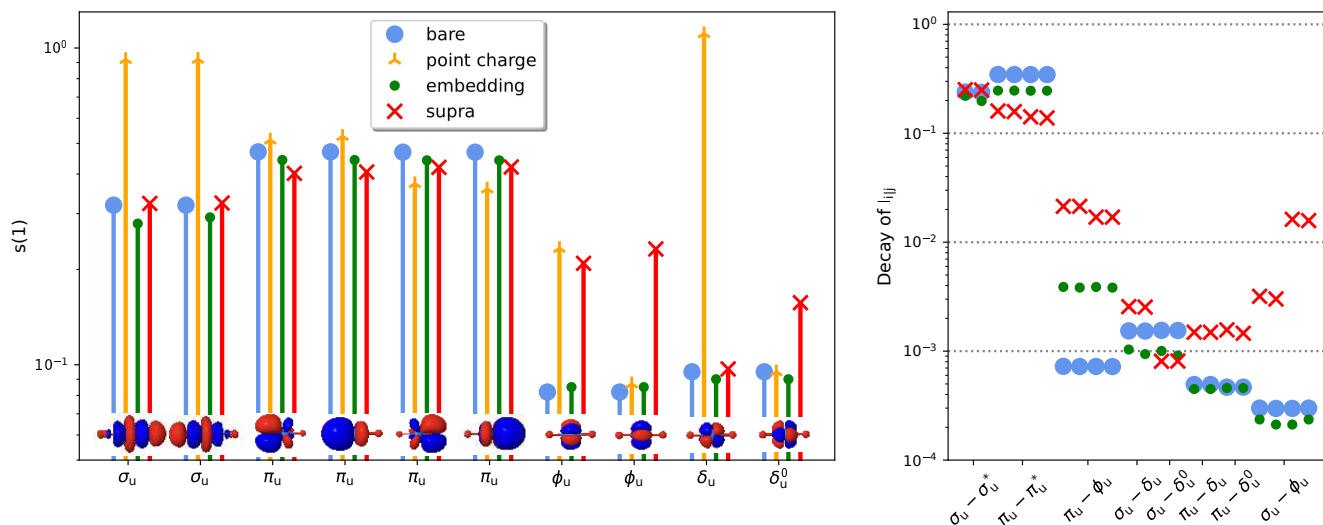 bare
point charge
embedding
supra
s(1)
10⁰
10⁻¹
σᵤ
σᵤ
πᵤ
πᵤ
πᵤ
πᵤ
ϕᵤ
ϕᵤ
δᵤ
δᵤ⁰
Decay of I_{i|j}
10⁰
10⁻¹
10⁻²
10⁻³
10⁻⁴
σᵤ − σᵤ*
πᵤ − πᵤ*
πᵤ − ϕᵤ
σᵤ − δᵤ
σᵤ − δᵤ⁰
πᵤ − δᵤ
πᵤ − δᵤ⁰
σᵤ − ϕᵤ